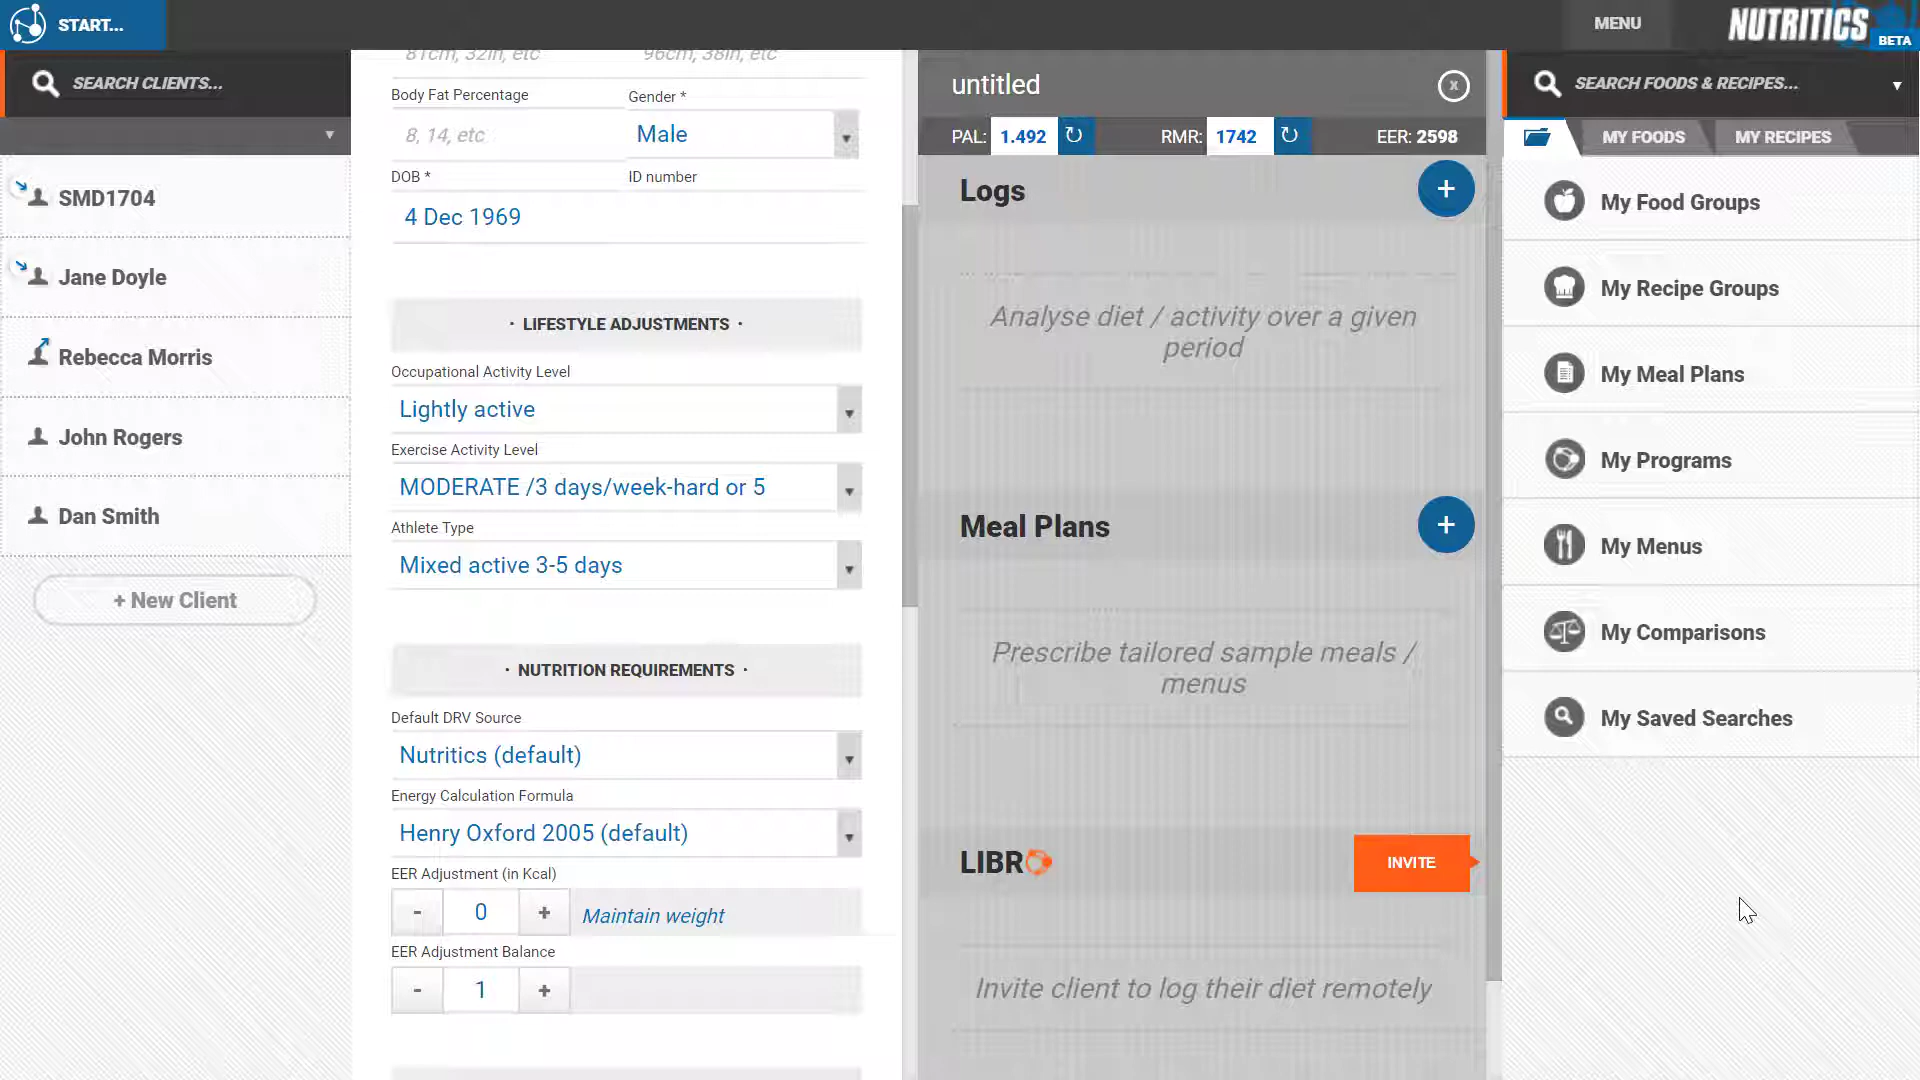 START...
MENU
NUTRITICS
BETA
SEARCH CLIENTS...
SMD1704
Jane Doyle
Rebecca Morris
John Rogers
Dan Smith
+ New Client
81cm, 32in, etc
96cm, 38in, etc
Body Fat Percentage
Gender *
8, 14, etc
Male
DOB *
ID number
4 Dec 1969
· LIFESTYLE ADJUSTMENTS ·
Occupational Activity Level
Lightly active
Exercise Activity Level
MODERATE /3 days/week-hard or 5
Athlete Type
Mixed active 3-5 days
· NUTRITION REQUIREMENTS ·
Default DRV Source
Nutritics (default)
Energy Calculation Formula
Henry Oxford 2005 (default)
EER Adjustment (in Kcal)
- 0 + Maintain weight
EER Adjustment Balance
- 1 +
untitled
x
PAL: 1.492 RMR: 1742 EER: 2598
Logs
+
Analyse diet / activity over a given
period
Meal Plans
+
Prescribe tailored sample meals /
menus
LIBRO
INVITE
Invite client to log their diet remotely
SEARCH FOODS & RECIPES...
MY FOODS
MY RECIPES
My Food Groups
My Recipe Groups
My Meal Plans
My Programs
My Menus
My Comparisons
My Saved Searches